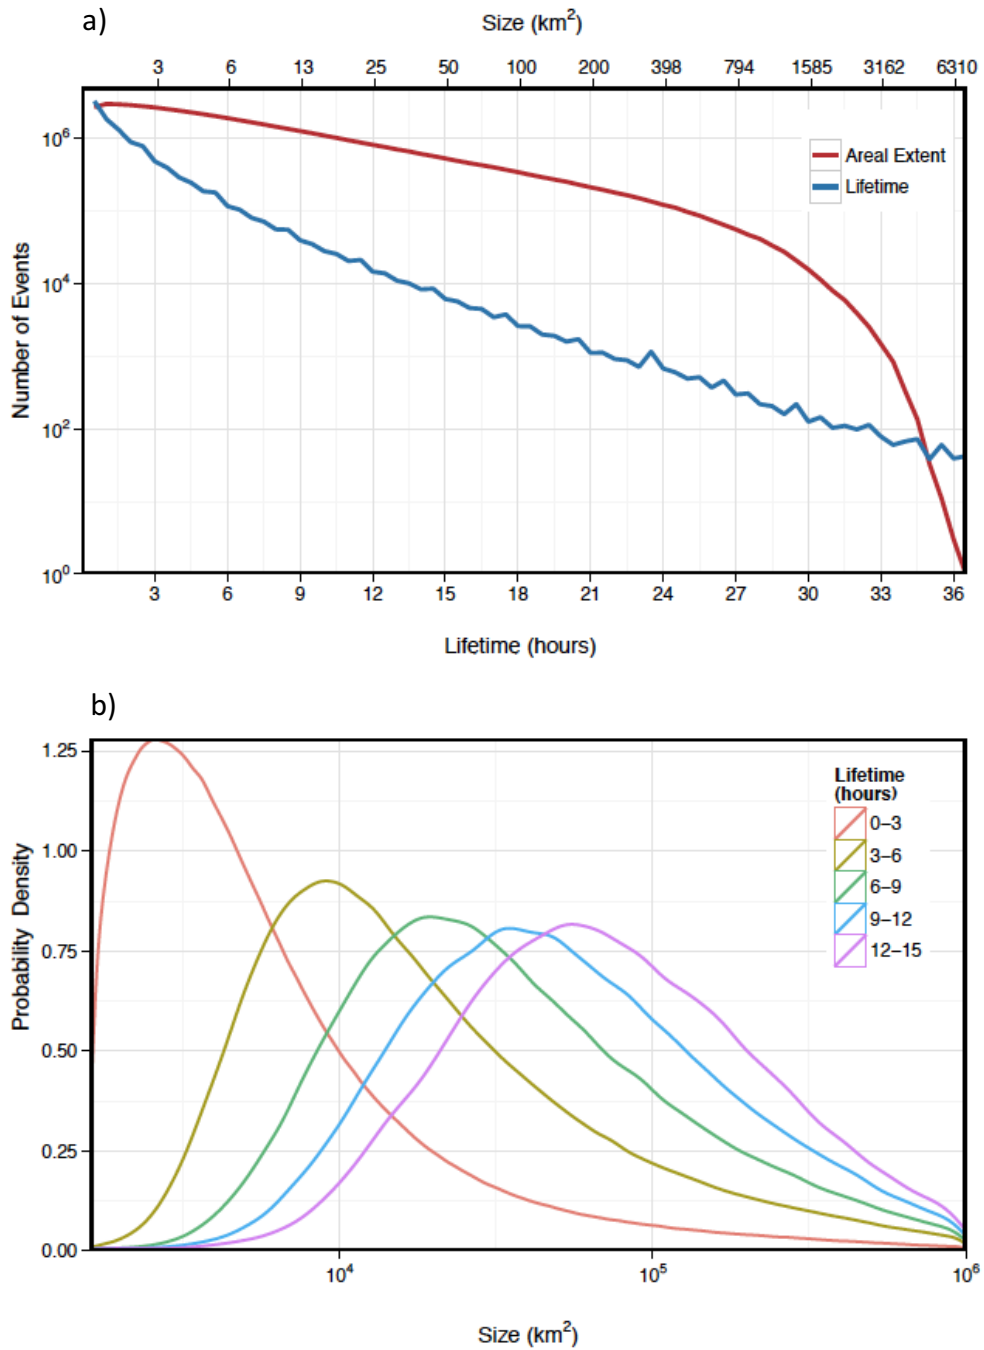 a)
Size (km²)
3 6 13 25 50 100 200 398 794 1585 3162 6310
10⁶
10⁴
10²
10⁰
Number of Events
Areal Extent
Lifetime
3 6 9 12 15 18 21 24 27 30 33 36
Lifetime (hours)
b)
1.25
1.00
0.75
0.50
0.25
0.00
Probability Density
Lifetime
(hours)
0–3
3–6
6–9
9–12
12–15
10⁴ 10⁵ 10⁶
Size (km²)